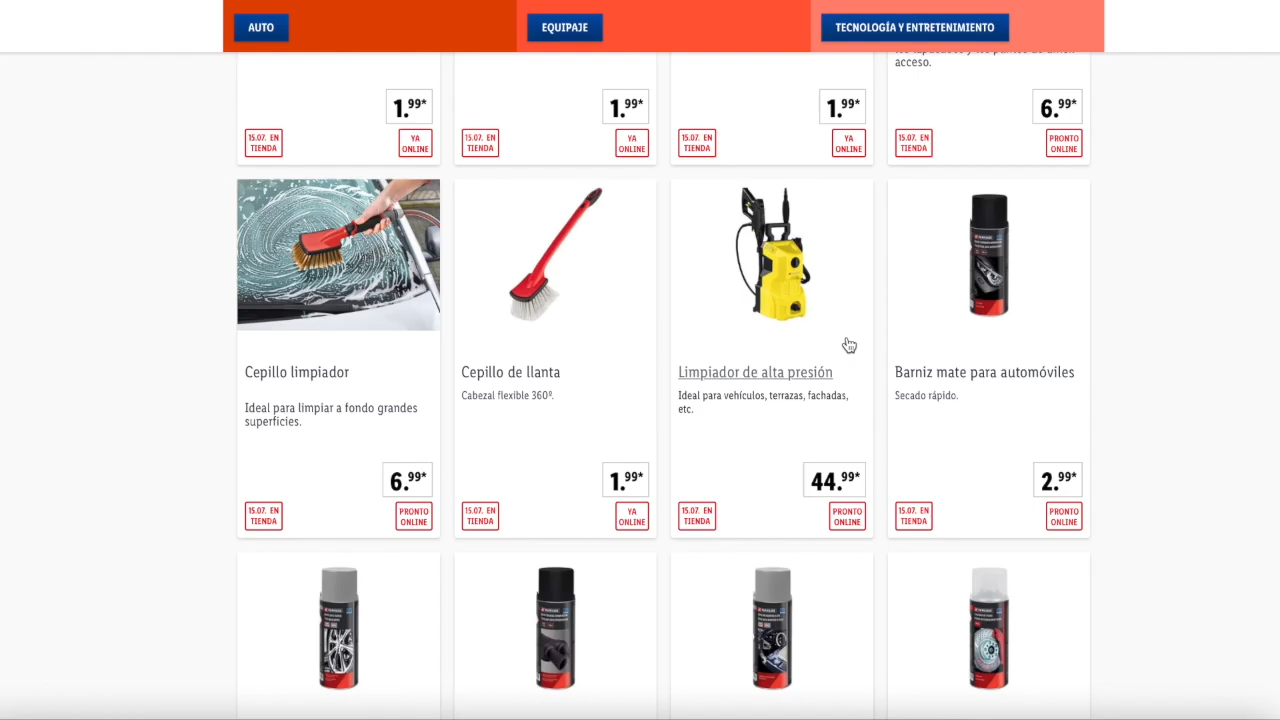 AUTO
EQUIPAJE
TECNOLOGÍA Y ENTRETENIMIENTO
acceso.
1.99*
1.99*
1.99*
6.99*
15.07. EN
TIENDA
YA
ONLINE
15.07. EN
TIENDA
YA
ONLINE
15.07. EN
TIENDA
YA
ONLINE
15.07. EN
TIENDA
PRONTO
ONLINE
Cepillo limpiador
Ideal para limpiar a fondo grandes
superficies.
6.99*
15.07. EN
TIENDA
PRONTO
ONLINE
Cepillo de llanta
Cabezal flexible 360º.
1.99*
15.07. EN
TIENDA
YA
ONLINE
Limpiador de alta presión
Ideal para vehículos, terrazas, fachadas,
etc.
44.99*
15.07. EN
TIENDA
PRONTO
ONLINE
Barniz mate para automóviles
Secado rápido.
2.99*
15.07. EN
TIENDA
PRONTO
ONLINE